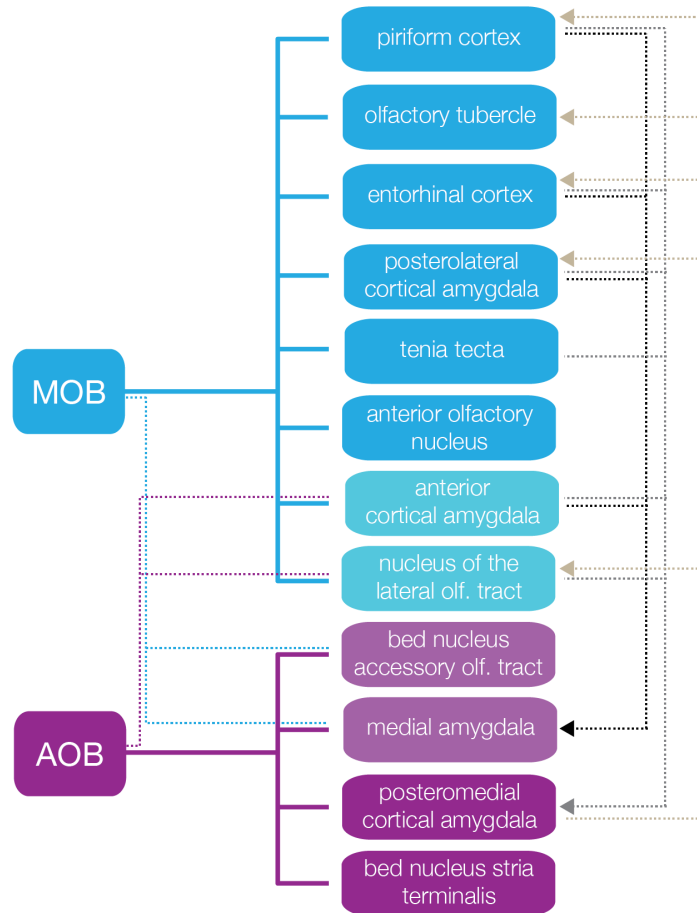 piriform cortex
olfactory tubercle
entorhinal cortex
posterolateral
cortical amygdala
tenia tecta
MOB
anterior olfactory
nucleus
anterior
cortical amygdala
nucleus of the
lateral olf. tract
bed nucleus
accessory olf. tract
medial amygdala
AOB
posteromedial
cortical amygdala
bed nucleus stria
terminalis